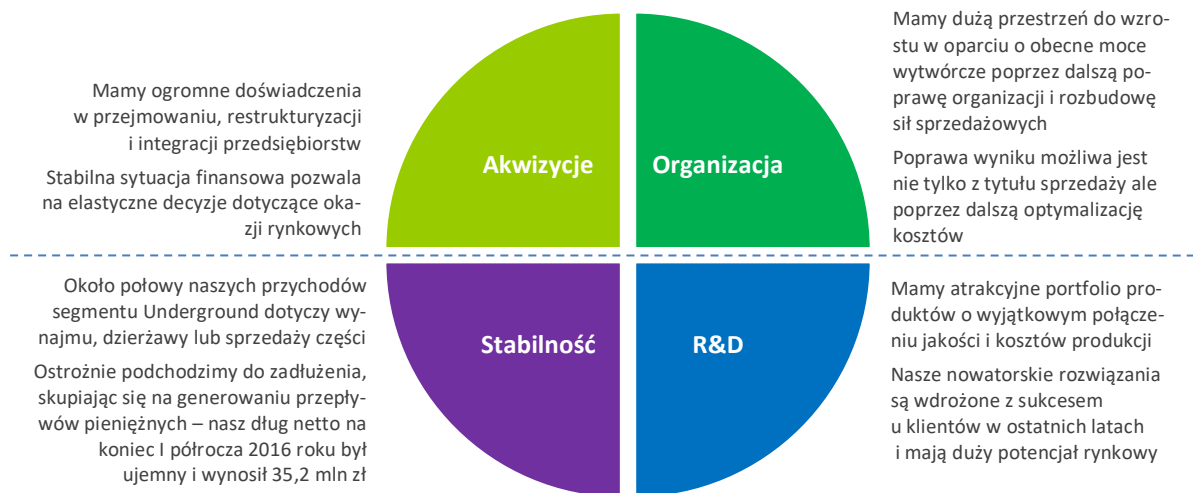 Mamy ogromne doświadczenia
w przejmowaniu, restrukturyzacji
i integracji przedsiębiorstw
Stabilna sytuacja finansowa pozwala
na elastyczne decyzje dotyczące oka-
zji rynkowych
Akwizycje
Organizacja
Mamy dużą przestrzeń do wzro-
stu w oparciu o obecne moce
wytwórcze poprzez dalszą po-
prawę organizacji i rozbudowę
sił sprzedażowych
Poprawa wyniku możliwa jest
nie tylko z tytułu sprzedaży ale
poprzez dalszą optymalizację
kosztów
Około połowy naszych przychodów
segmentu Underground dotyczy wy-
najmu, dzierżawy lub sprzedaży części
Ostrożnie podchodzimy do zadłużenia,
skupiając się na generowaniu przepły-
wów pieniężnych – nasz dług netto na
koniec I półrocza 2016 roku był
ujemny i wynosił 35,2 mln zł
Stabilność
R&D
Mamy atrakcyjne portfolio pro-
duktów o wyjątkowym połącze-
niu jakości i kosztów produkcji
Nasze nowatorskie rozwiązania
są wdrożone z sukcesem
u klientów w ostatnich latach
i mają duży potencjał rynkowy